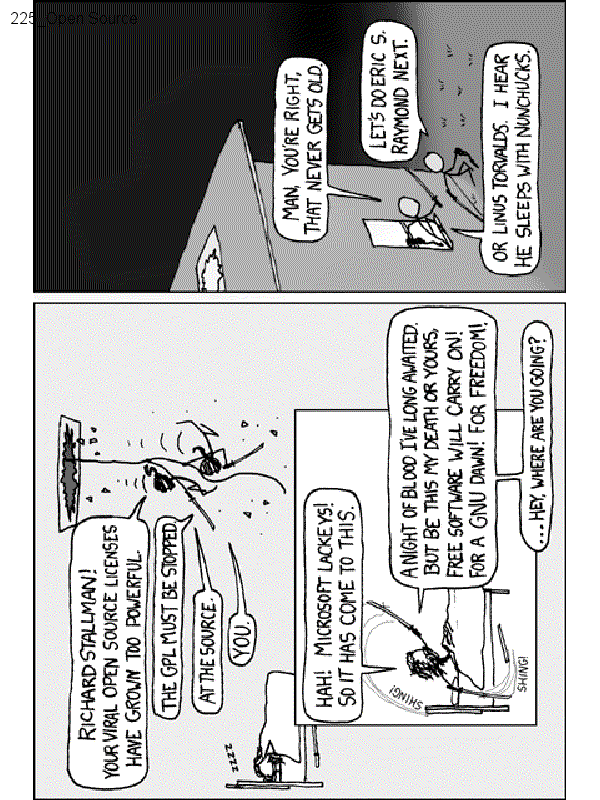 225_Open Source
ZZZZ
RICHARD STALLMAN!
YOUR VIRAL OPEN SOURCE LICENSES
HAVE GROWN TOO POWERFUL.
THE GPL MUST BE STOPPED.
AT THE SOURCE.
YOU.
HAH! MICROSOFT LACKEYS!
SO IT HAS COME TO THIS.
SHING!
SHING!
A NIGHT OF BLOOD I'VE LONG AWAITED.
BUT BE THIS MY DEATH OR YOURS,
FREE SOFTWARE WILL CARRY ON!
FOR A GNU DAWN! FOR FREEDOM!
...HEY, WHERE ARE YOU GOING?
MAN, YOU'RE RIGHT,
THAT NEVER GETS OLD.
LET'S DO ERIC S.
RAYMOND NEXT.
OR LINUS TORVALDS. I HEAR
HE SLEEPS WITH NUNCHUCKS.